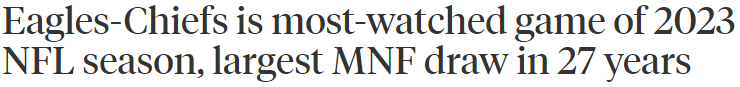 Eagles-Chiefs is most-watched game of 2023
NFL season, largest MNF draw in 27 years